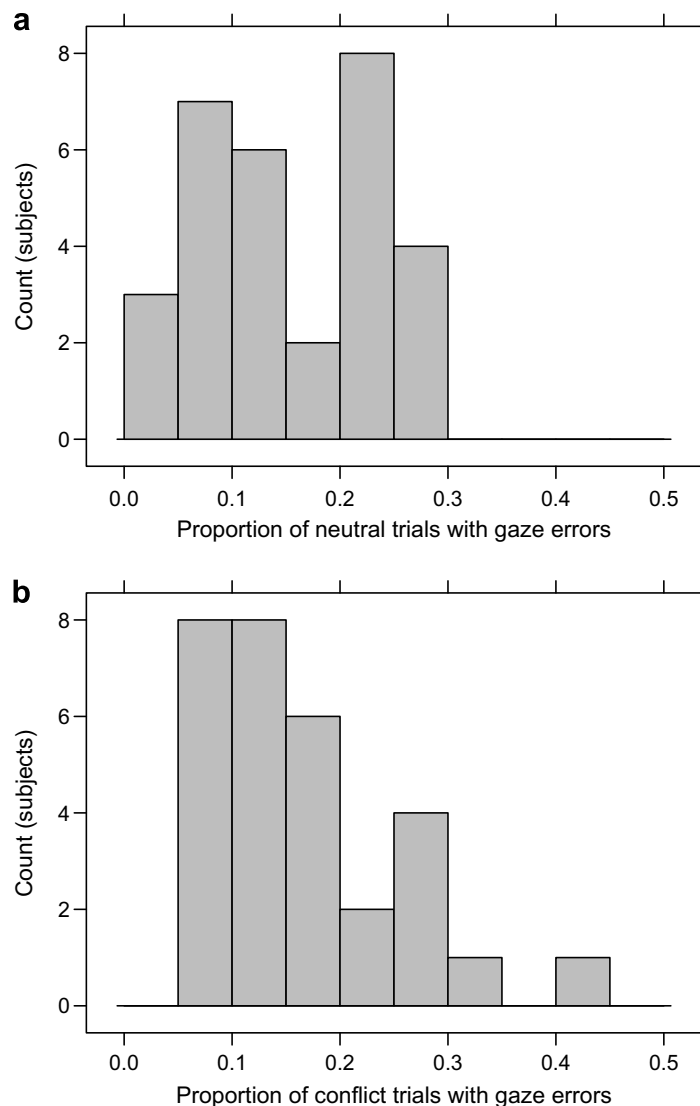 a
8
6
4
2
0
Count (subjects)
0.0 0.1 0.2 0.3 0.4 0.5
Proportion of neutral trials with gaze errors
b
8
6
4
2
0
Count (subjects)
0.0 0.1 0.2 0.3 0.4 0.5
Proportion of conflict trials with gaze errors